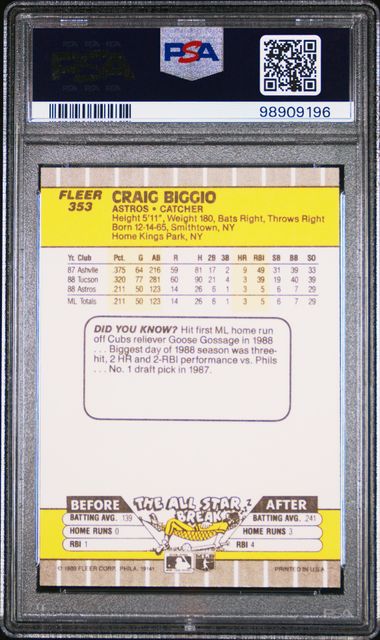 PSA
98909196
FLEER
353
CRAIG BIGGIO
ASTROS • CATCHER
Height 5'11", Weight 180, Bats Right, Throws Right
Born 12-14-65, Smithtown, NY
Home Kings Park, NY
Yr. Club Pct. G AB R H 2B 3B HR RBI SB BB SO
87 Ashvlle 375 64 216 59 81 17 2 9 49 31 39 33
88 Tucson 320 77 281 60 90 21 4 3 39 19 40 39
88 Astros 211 50 123 14 26 6 1 3 5 6 7 29
ML Totals 211 50 123 14 26 6 1 3 5 6 7 29
DID YOU KNOW? Hit first ML home run
off Cubs reliever Goose Gossage in 1988
. . . Biggest day of 1988 season was three-
hit, 2 HR and 2-RBI performance vs. Phils
. . . No. 1 draft pick in 1987.
BEFORE
BATTING AVG. .139
HOME RUNS 0
RBI 1
THE ALL STAR
BREAK
AFTER
BATTING AVG. .241
HOME RUNS 3
RBI 4
© 1989 FLEER CORP. PHILA. 19141
PRINTED IN U.S.A.